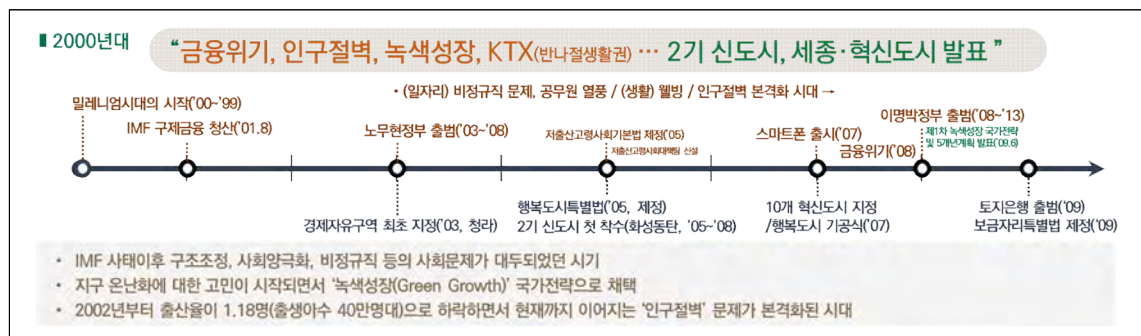 ▮2000년대
“금융위기, 인구절벽, 녹색성장, KTX(반나절생활권) … 2기 신도시, 세종·혁신도시 발표 ”
• (일자리) 비정규직 문제, 공무원 열풍 / (생활) 웰빙 / 인구절벽 본격화 시대 →
밀레니엄시대의 시작('00~'99)
IMF 구제금융 청산('01.8)
노무현정부 출범('03~'08)
저출산고령사회기본법 제정('05)
저출산고령사회대책팀 신설
스마트폰 출시('07)
금융위기('08)
이명박정부 출범('08~'13)
제1차 녹색성장 국가전략
및 5개년계획 발표('09.6)
경제자유구역 최초 지정('03, 청라)
행복도시특별법('05, 제정)
2기 신도시 첫 착수(화성동탄, '05~'08)
10개 혁신도시 지정
/행복도시 기공식('07)
토지은행 출범('09)
보금자리특별법 제정('09)
• IMF 사태이후 구조조정, 사회양극화, 비정규직 등의 사회문제가 대두되었던 시기
• 지구 온난화에 대한 고민이 시작되면서 '녹색성장(Green Growth)' 국가전략으로 채택
• 2002년부터 출산율이 1.18명(출생아수 40만명대)으로 하락하면서 현재까지 이어지는 '인구절벽' 문제가 본격화된 시대